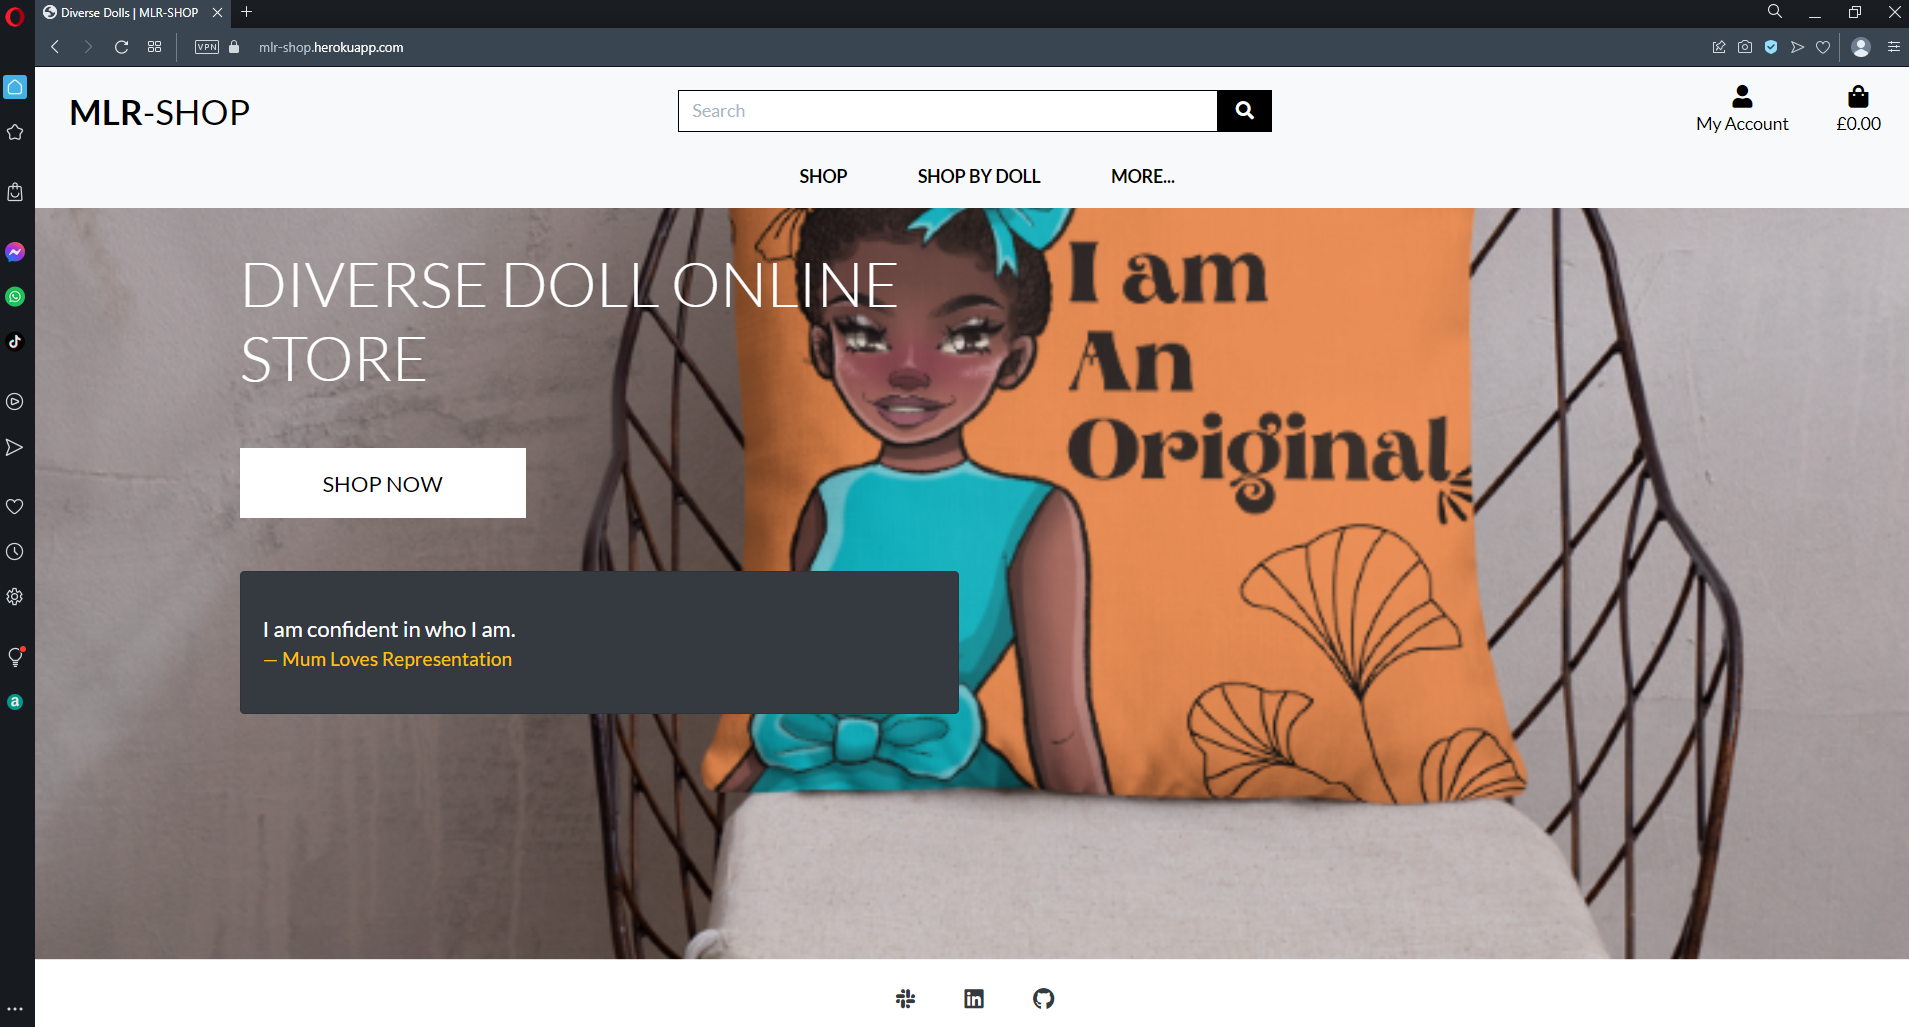 Diverse Dolls | MLR-SHOP
VPN
mlr-shop.herokuapp.com
MLR-SHOP
Search
My Account
£0.00
SHOP
SHOP BY DOLL
MORE...
DIVERSE DOLL ONLINE
STORE
I am
An
Original
SHOP NOW
I am confident in who I am.
— Mum Loves Representation
a
in